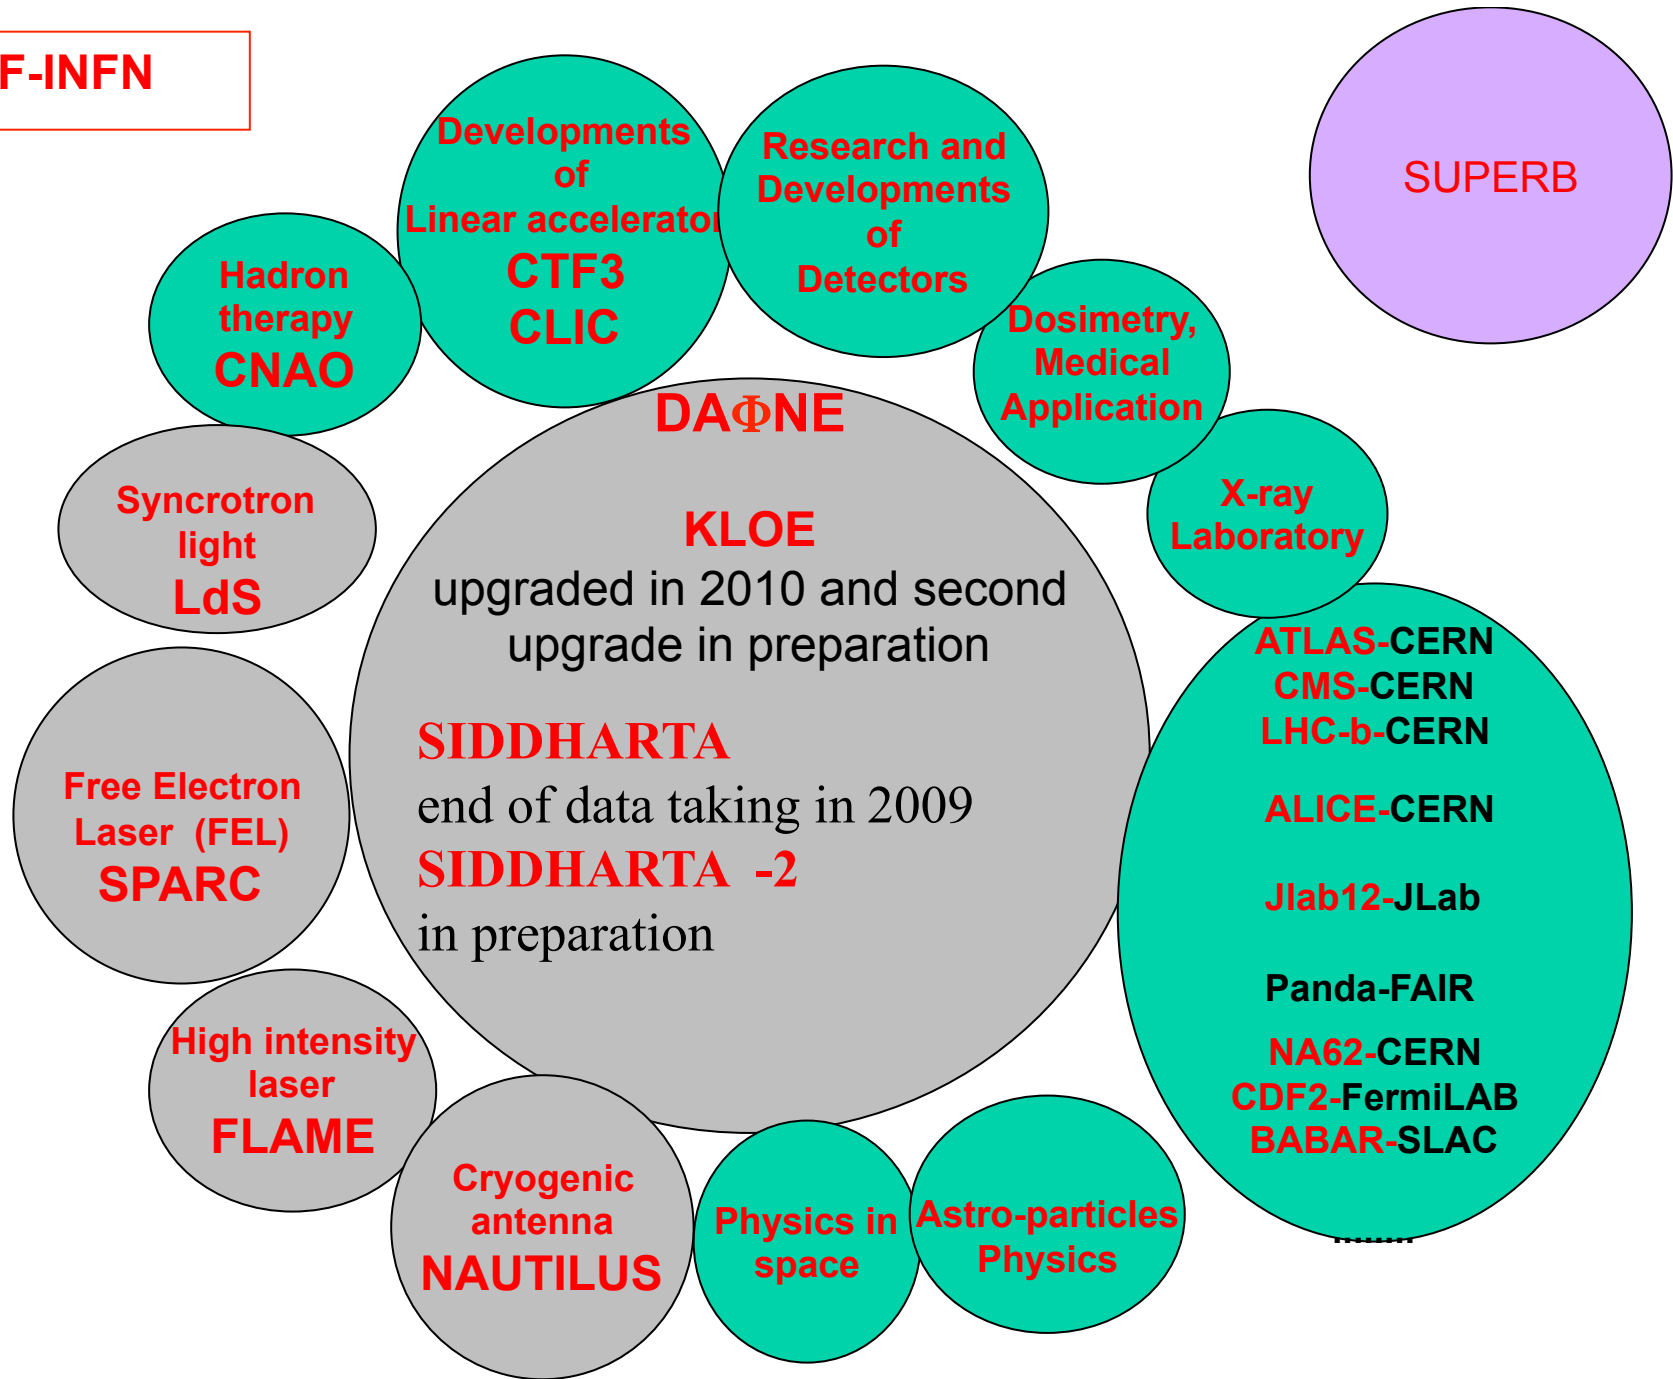 F-INFN
SUPERB
Developments
of
Linear accelerator
CTF3
CLIC
Research and
Developments
of
Detectors
Hadron
therapy
CNAO
Dosimetry,
Medical
Application
X-ray
Laboratory
Syncrotron
light
LdS
DAΦNE
KLOE
upgraded in 2010 and second
upgrade in preparation
SIDDHARTA
end of data taking in 2009
SIDDHARTA -2
in preparation
Free Electron
Laser (FEL)
SPARC
High intensity
laser
FLAME
Cryogenic
antenna
NAUTILUS
Physics in
space
Astro-particles
Physics
ATLAS-CERN
CMS-CERN
LHC-b-CERN
ALICE-CERN
Jlab12-JLab
Panda-FAIR
NA62-CERN
CDF2-FermiLAB
BABAR-SLAC
........